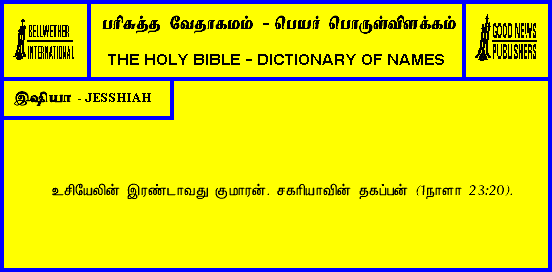 BELLWETHER
INTERNATIONAL
பரிசுத்த வேதாகமம் - பெயர் பொருள்விளக்கம்
THE HOLY BIBLE - DICTIONARY OF NAMES
GOOD NEWS
PUBLISHERS
இஷியா - JESSHIAH
உசியேலின் இரண்டாவது குமாரன். சகரியாவின் தகப்பன் (1நாளா 23:20).